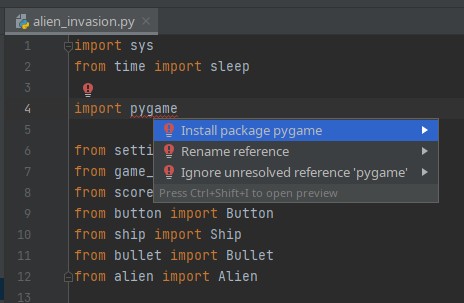 alien_invasion.py
1 import sys
2 from time import sleep
3
4 import pygame
5
Install package pygame
6 from setti
Rename reference
7 from game_
Ignore unresolved reference 'pygame'
8 from score
Press Ctrl+Shift+I to open preview
9 from button import Button
10 from ship import Ship
11 from bullet import Bullet
12 from alien import Alien
13